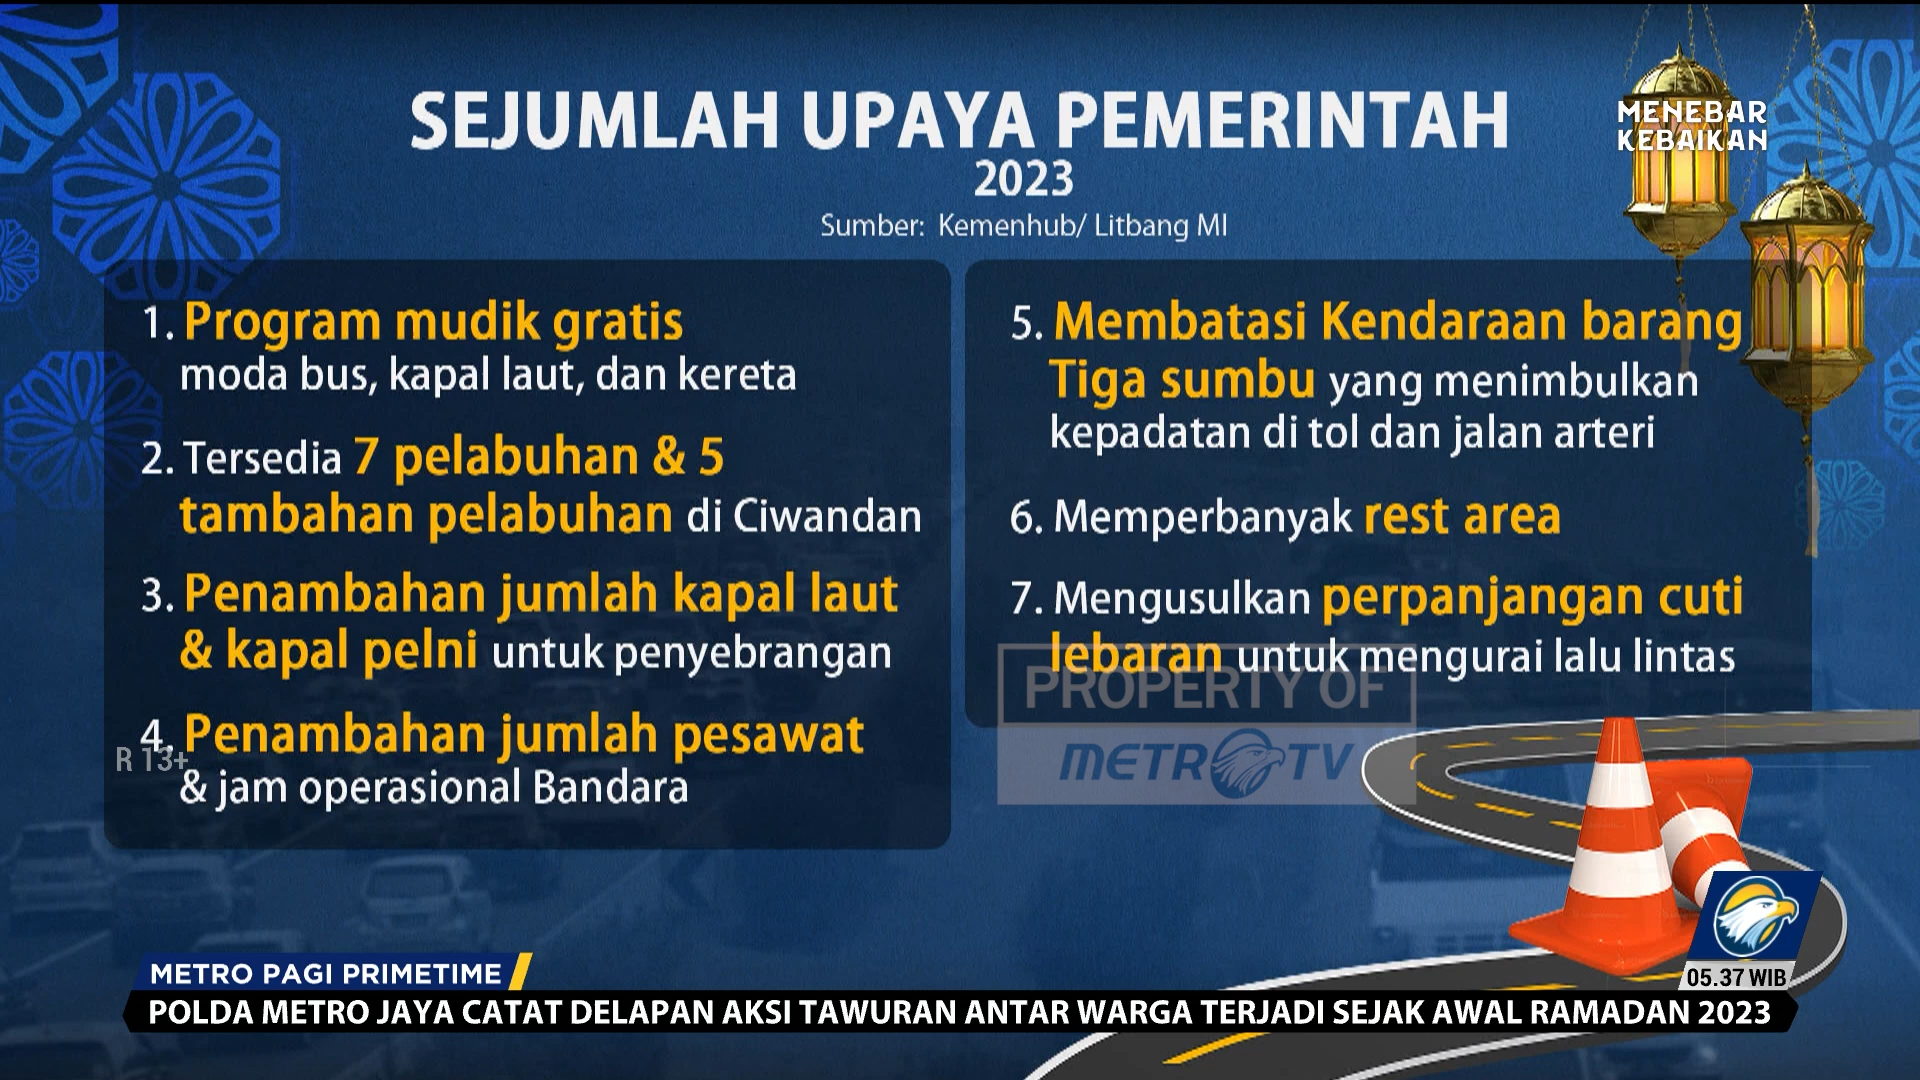 SEJUMLAH UPAYA PEMERINTAH
2023
Sumber: Kemenhub/ Litbang MI
MENEBAR
KEBAIKAN
1. Program mudik gratis
moda bus, kapal laut, dan kereta
2. Tersedia 7 pelabuhan & 5
tambahan pelabuhan di Ciwandan
3. Penambahan jumlah kapal laut
& kapal pelni untuk penyebrangan
4. Penambahan jumlah pesawat
& jam operasional Bandara
R 13+
5. Membatasi Kendaraan barang
Tiga sumbu yang menimbulkan
kepadatan di tol dan jalan arteri
6. Memperbanyak rest area
7. Mengusulkan perpanjangan cuti
lebaran untuk mengurai lalu lintas
PROPERTY OF
METRO TV
METRO PAGI PRIMETIME
05.37 WIB
POLDA METRO JAYA CATAT DELAPAN AKSI TAWURAN ANTAR WARGA TERJADI SEJAK AWAL RAMADAN 2023